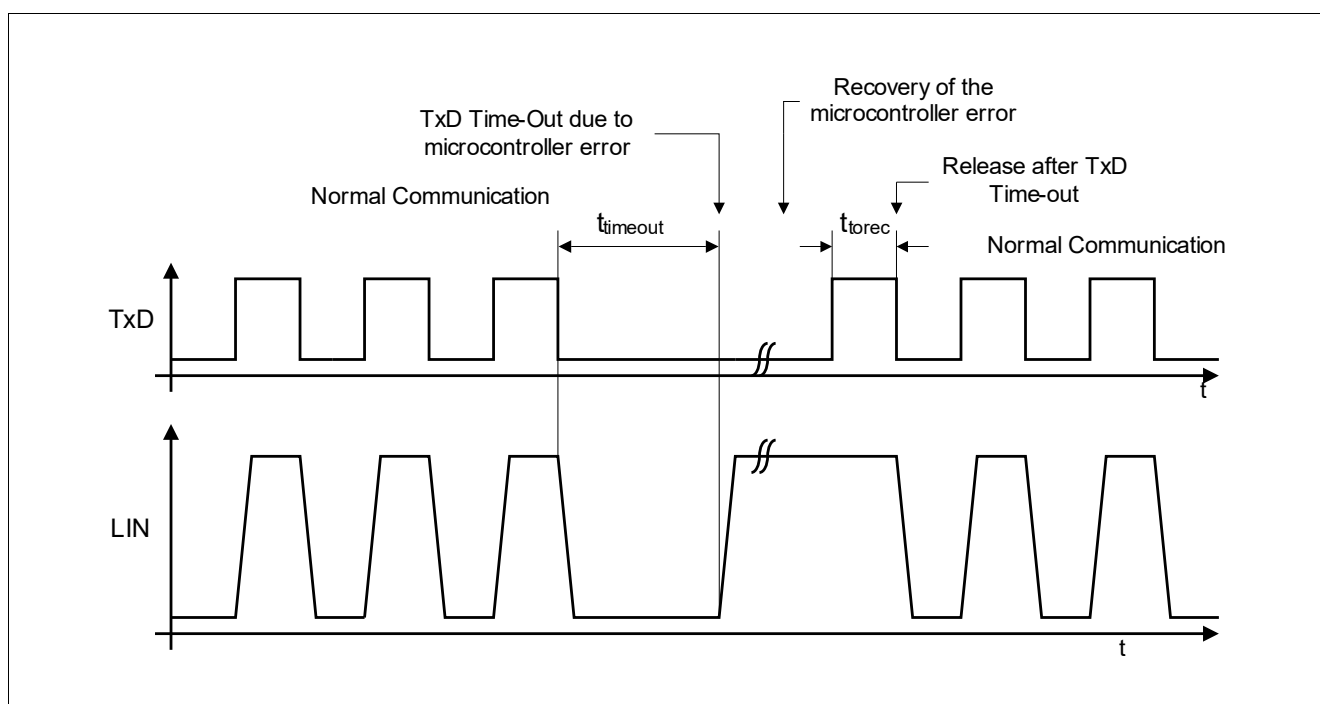 Recovery of the
microcontroller error
TxD Time-Out due to
microcontroller error
Release after TxD
Time-out
Normal Communication
ttimeout
ttorec
Normal Communication
TxD
t
LIN
t